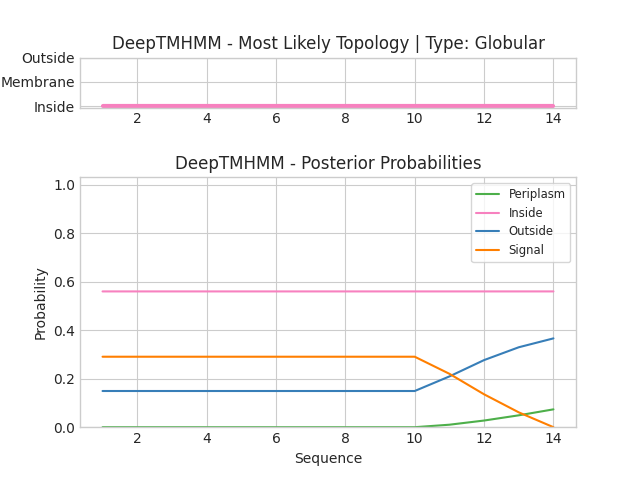 DeepTMHMM - Most Likely Topology | Type: Globular
Outside
Membrane
Inside
2 4 6 8 10 12 14
DeepTMHMM - Posterior Probabilities
1.0
0.8
0.6
0.4
0.2
0.0
Probability
Periplasm
Inside
Outside
Signal
2 4 6 8 10 12 14
Sequence